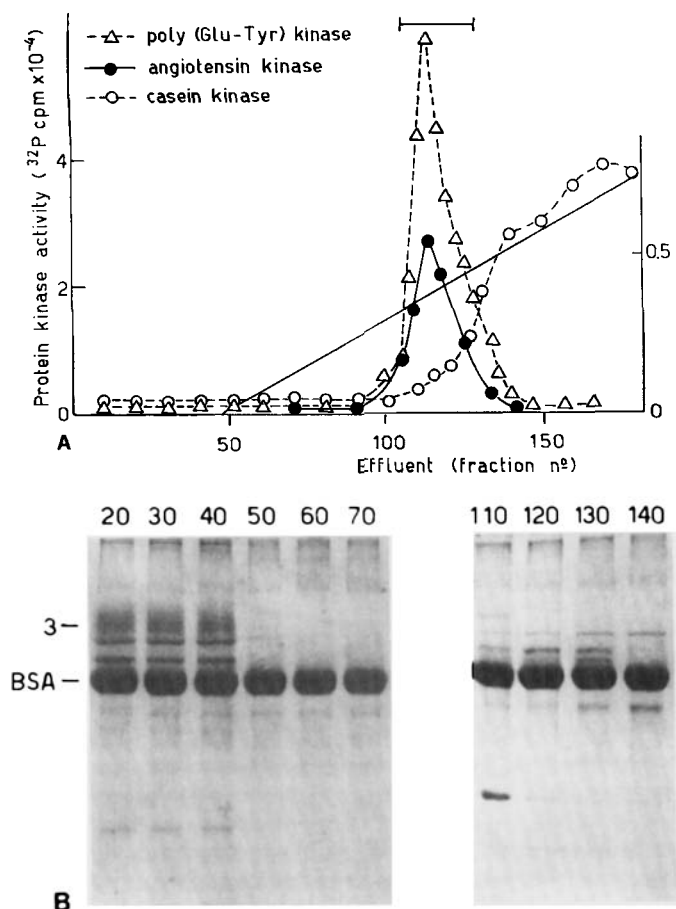 poly (Glu-Tyr) kinase
angiotensin kinase
casein kinase
Protein kinase activity (³²P cpm x10⁻⁴)
4
2
0
0.5
0
50
100
150
A
Effluent (fraction nº)
20 30 40 50 60 70
110 120 130 140
3
BSA
B